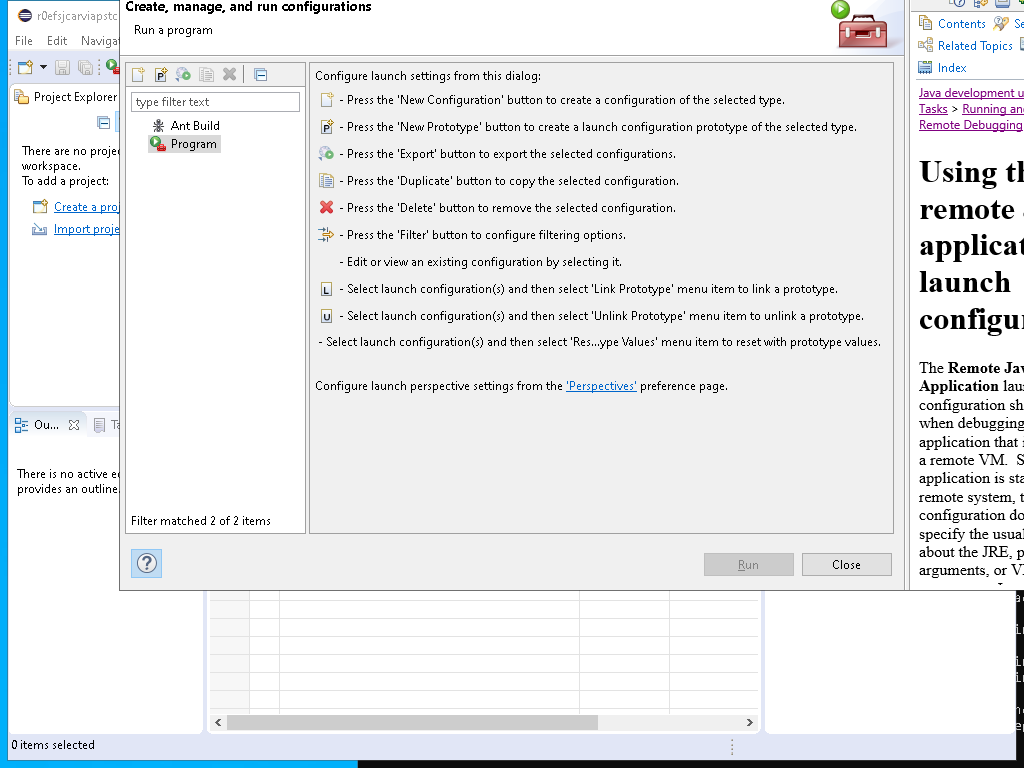 r0efsjcarviapstc
File Edit Naviga
Project Explorer
There are no proje
workspace.
To add a project:
Create a proj
Import proje
Ou...
Ta
There is no active e
provides an outline.
0 items selected
Create, manage, and run configurations
Run a program
type filter text
Ant Build
Program
Filter matched 2 of 2 items
Configure launch settings from this dialog:
- Press the 'New Configuration' button to create a configuration of the selected type.
- Press the 'New Prototype' button to create a launch configuration prototype of the selected type.
- Press the 'Export' button to export the selected configurations.
- Press the 'Duplicate' button to copy the selected configuration.
- Press the 'Delete' button to remove the selected configuration.
- Press the 'Filter' button to configure filtering options.
- Edit or view an existing configuration by selecting it.
L - Select launch configuration(s) and then select 'Link Prototype' menu item to link a prototype.
U - Select launch configuration(s) and then select 'Unlink Prototype' menu item to unlink a prototype.
- Select launch configuration(s) and then select 'Res...ype Values' menu item to reset with prototype values.
Configure launch perspective settings from the 'Perspectives' preference page.
Run
Close
Contents Se
Related Topics
Index
Java development u
Tasks > Running and
Remote Debugging
Using th
remote
applicat
launch
configur
The Remote Jav
Application lau
configuration sh
when debugging
application that i
a remote VM. S
application is sta
remote system, t
configuration do
specify the usual
about the JRE, p
arguments, or V